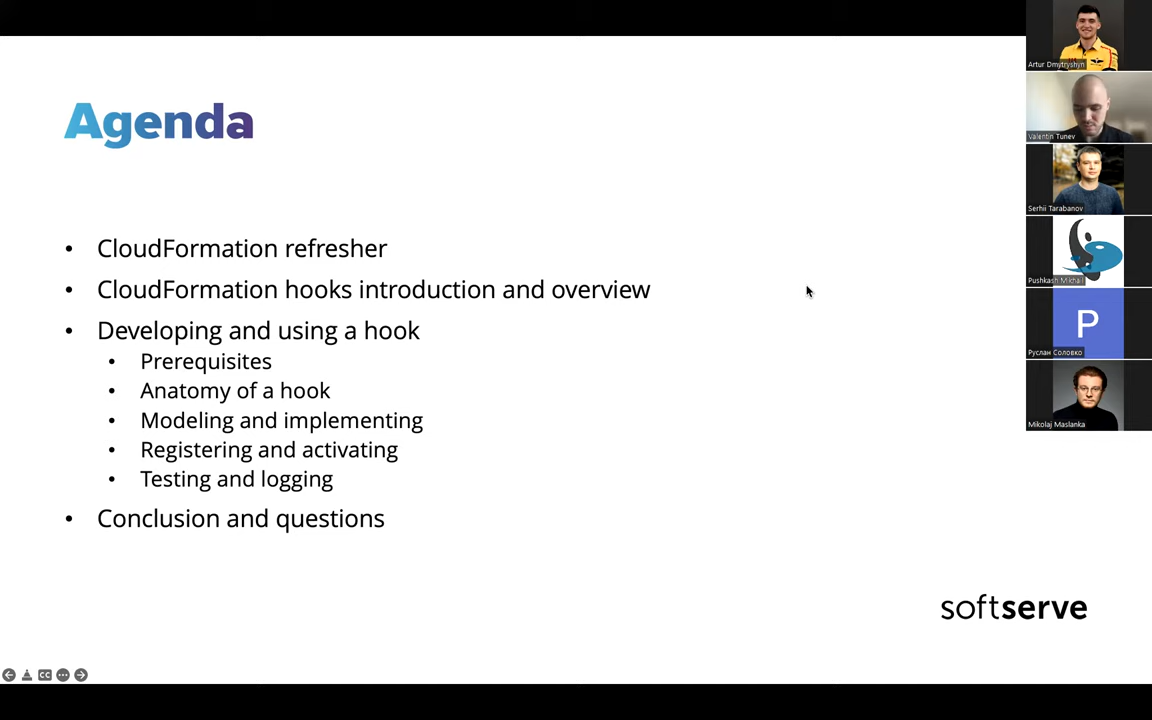 Agenda
• CloudFormation refresher
• CloudFormation hooks introduction and overview
• Developing and using a hook
• Prerequisites
• Anatomy of a hook
• Modeling and implementing
• Registering and activating
• Testing and logging
• Conclusion and questions
softserve
CC
Artur Dmytryshyn
Valentin Tunev
Serhii Tarabanov
Pushkash Mikhail
P
Руслан Соловко
Mikolaj Maslanka